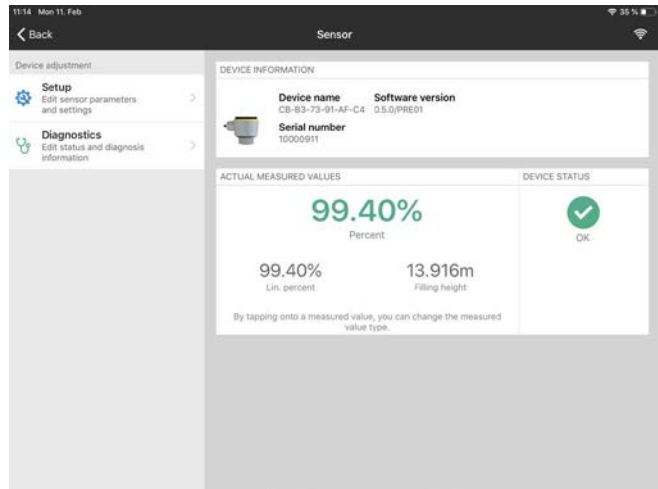 11:14 Mon 11. Feb
35 %
Back
Sensor
Device adjustment
Setup
Edit sensor parameters
and settings
Diagnostics
Edit status and diagnosis
information
DEVICE INFORMATION
Device name
CB-B3-73-91-AF-C4
Software version
0.5.0/PRE01
Serial number
10000911
ACTUAL MEASURED VALUES
99.40%
Percent
99.40%
Lin. percent
13.916m
Filling height
By tapping onto a measured value, you can change the measured
value type.
DEVICE STATUS
OK